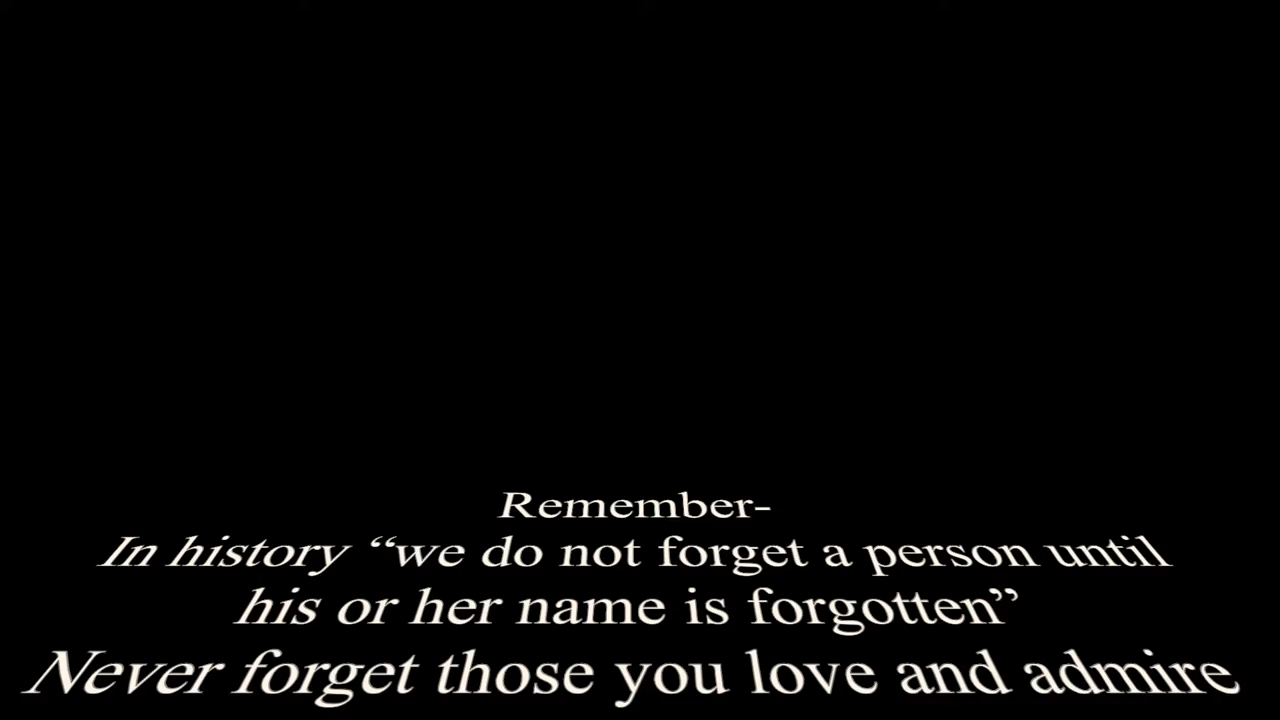 Remember-
In history “we do not forget a person until
his or her name is forgotten”
Never forget those you love and admire